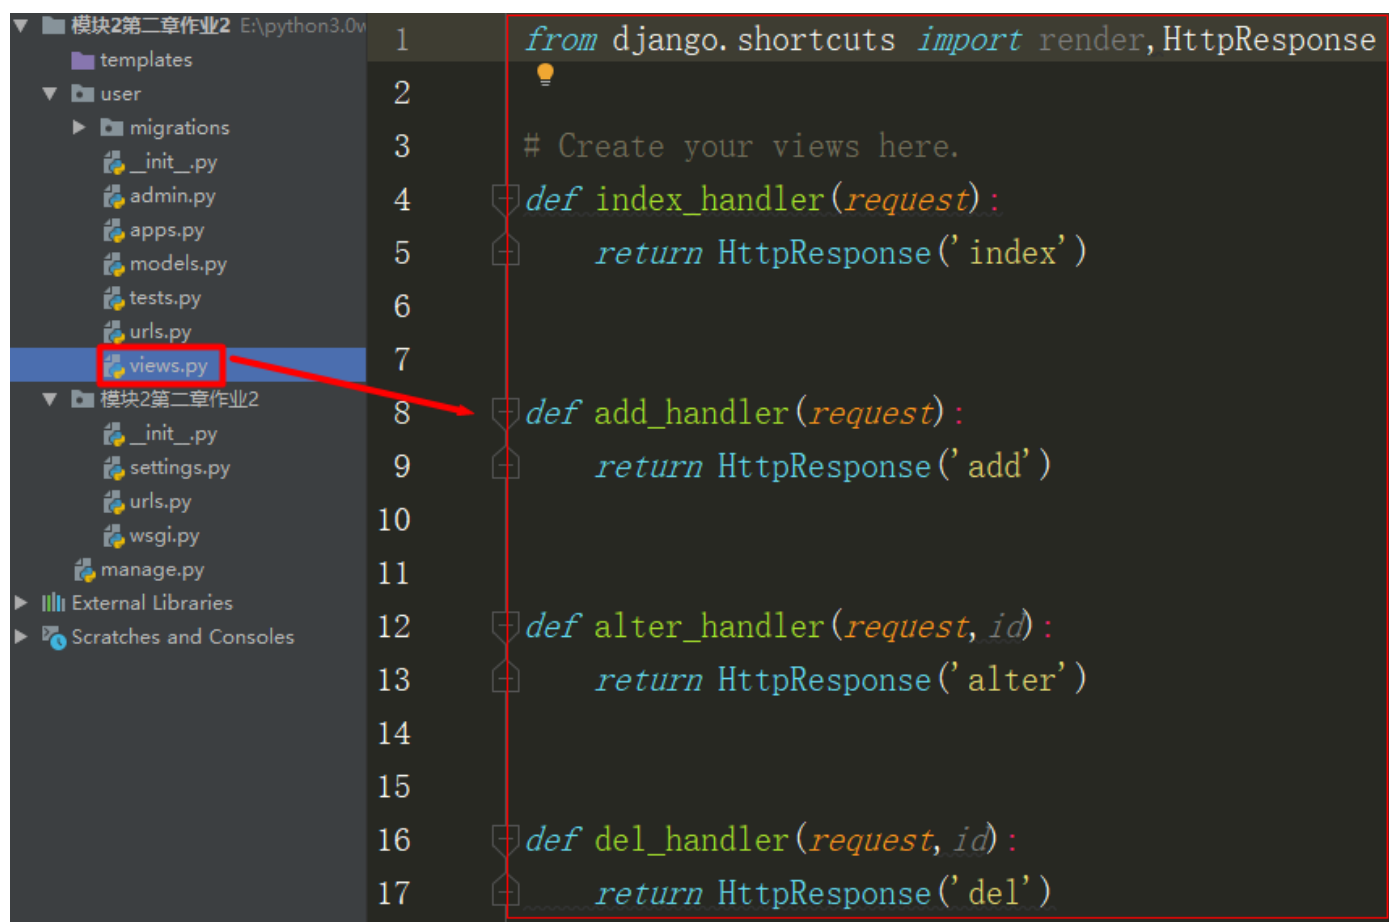 模块2第二章作业2 E:\python3.0w
templates
user
migrations
__init__.py
admin.py
apps.py
models.py
tests.py
urls.py
views.py
模块2第二章作业2
__init__.py
settings.py
urls.py
wsgi.py
manage.py
External Libraries
Scratches and Consoles
1 from django.shortcuts import render,HttpResponse
2
3 # Create your views here.
4 def index_handler(request):
5     return HttpResponse('index')
6
7
8 def add_handler(request):
9     return HttpResponse('add')
10
11
12 def alter_handler(request,id):
13     return HttpResponse('alter')
14
15
16 def del_handler(request,id):
17     return HttpResponse('del')